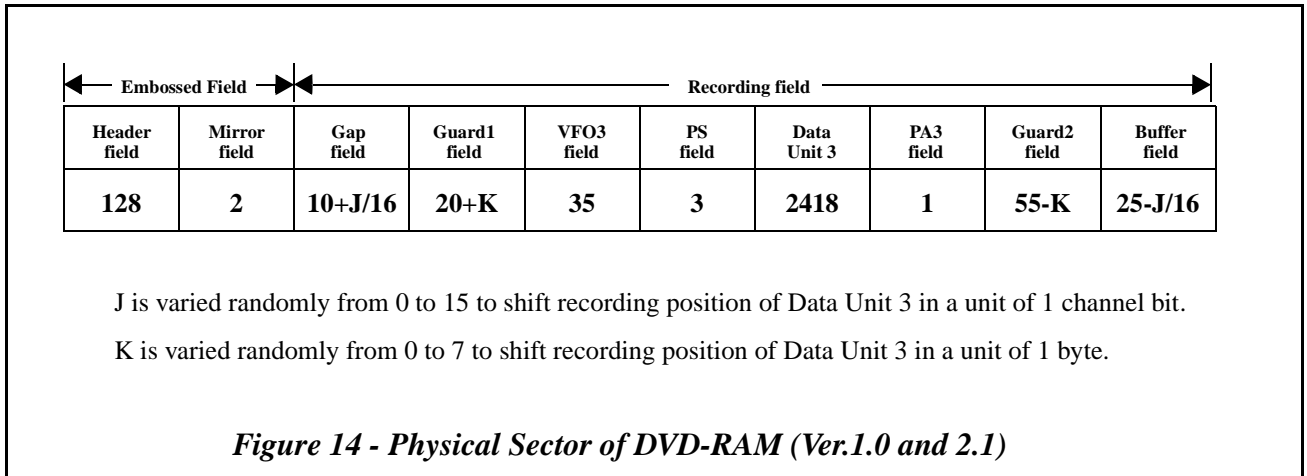 Embossed Field Recording field
Header field Mirror field Gap field Guard1 field VFO3 field PS field Data Unit 3 PA3 field Guard2 field Buffer field
128 2 10+J/16 20+K 35 3 2418 1 55-K 25-J/16
J is varied randomly from 0 to 15 to shift recording position of Data Unit 3 in a unit of 1 channel bit.
K is varied randomly from 0 to 7 to shift recording position of Data Unit 3 in a unit of 1 byte.
Figure 14 - Physical Sector of DVD-RAM (Ver.1.0 and 2.1)